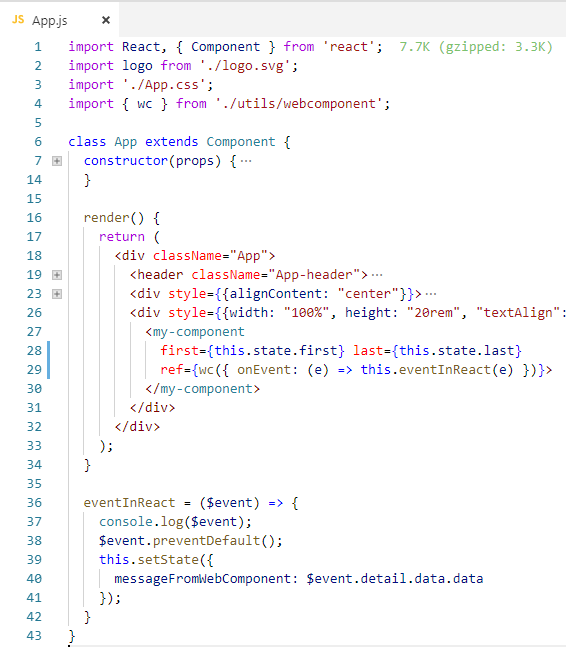 JS App.js ×
1 import React, { Component } from 'react'; 7.7K (gzipped: 3.3K)
2 import logo from './logo.svg';
3 import './App.css';
4 import { wc } from './utils/webcomponent';
5
6 class App extends Component {
7 constructor(props) {⋯
14 }
15
16 render() {
17 return (
18 <div className="App">
19 <header className="App-header">⋯
23 <div style={{alignContent: "center"}}>⋯
26 <div style={{width: "100%", height: "20rem", "textAlign":
27 <my-component
28 first={this.state.first} last={this.state.last}
29 ref={wc({ onEvent: (e) => this.eventInReact(e) })}>
30 </my-component>
31 </div>
32 </div>
33 );
34 }
35
36 eventInReact = ($event) => {
37 console.log($event);
38 $event.preventDefault();
39 this.setState({
40 messageFromWebComponent: $event.detail.data.data
41 });
42 }
43 }